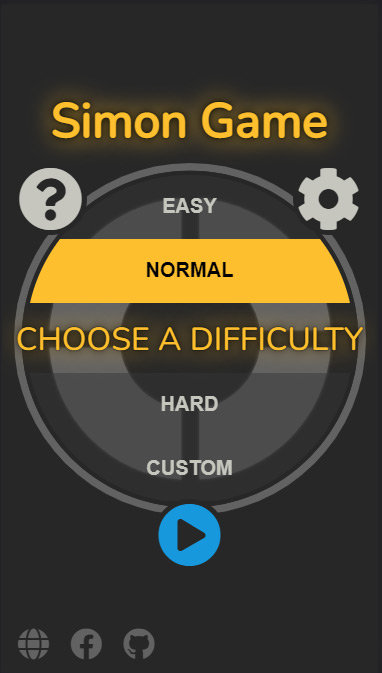 Simon Game
?
EASY
NORMAL
CHOOSE A DIFFICULTY
HARD
CUSTOM